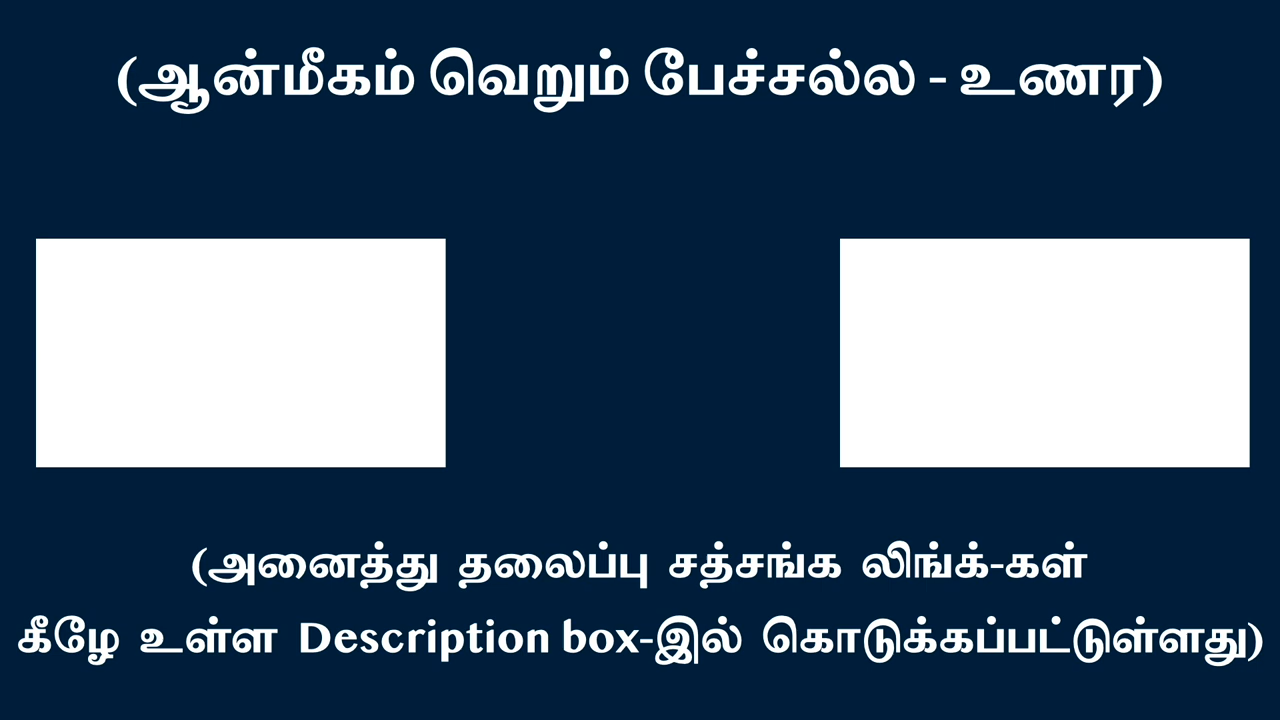 (ஆன்மீகம் வெறும் பேச்சல்ல - உணர)
(அனைத்து தலைப்பு சத்சங்க லிங்க்-கள்
கீழே உள்ள Description box-இல் கொடுக்கப்பட்டுள்ளது)